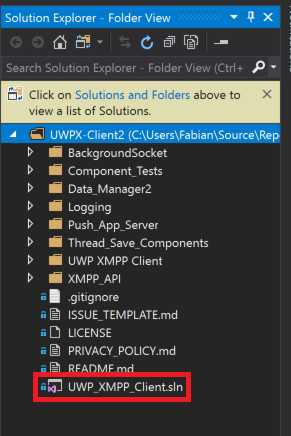 Solution Explorer - Folder View
Search Solution Explorer - Folder View (Ctrl+
Click on Solutions and Folders above to
view a list of Solutions.
UWPX-Client2 (C:\Users\Fabian\Source\Rep
BackgroundSocket
Component_Tests
Data_Manager2
Logging
Push_App_Server
Thread_Save_Components
UWP XMPP Client
XMPP_API
.gitignore
ISSUE_TEMPLATE.md
LICENSE
PRIVACY_POLICY.md
README.md
UWP_XMPP_Client.sln